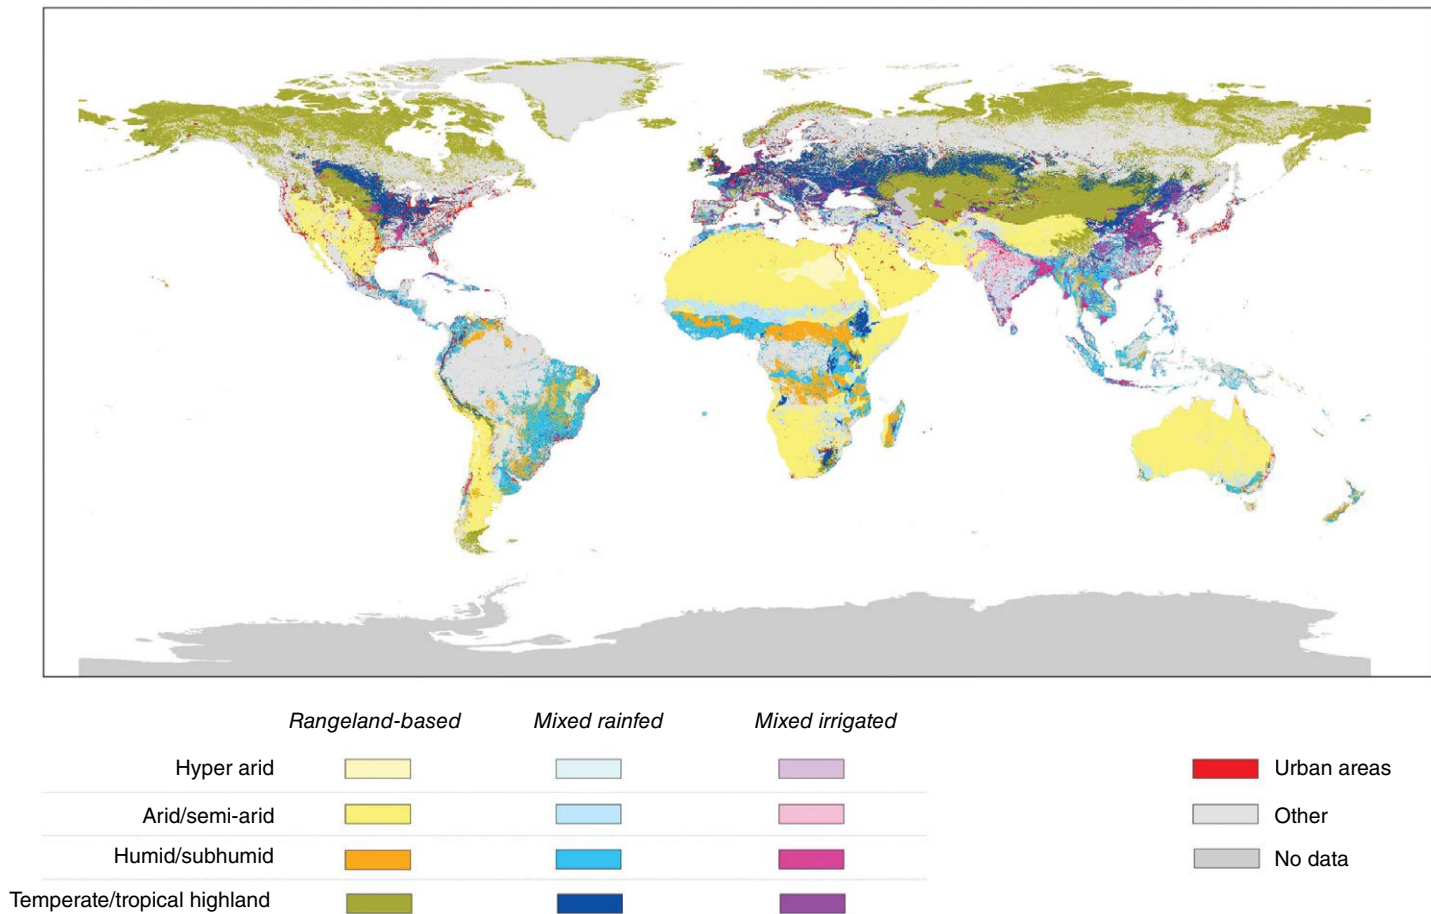 Rangeland-based Mixed rainfed Mixed irrigated
Hyper arid Urban areas
Arid/semi-arid Other
Humid/subhumid No data
Temperate/tropical highland